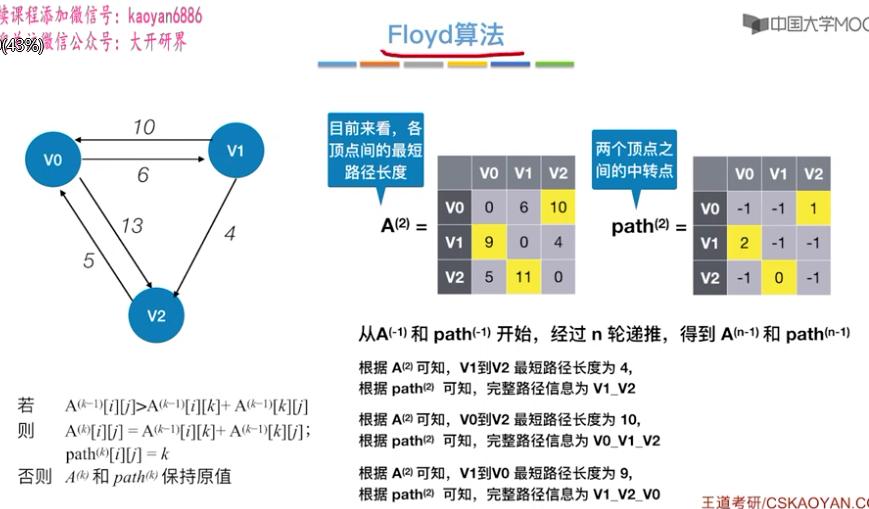 续课程添加微信号：kaoyan6886
微信公众号：大开研界
(43%)
Floyd算法
中国大学MOOC
V0
V1
V2
10
6
13
5
4
目前来看，各
顶点间的最短
路径长度
A(2) =
V0 V1 V2
V0 0 6 10
V1 9 0 4
V2 5 11 0
两个顶点之
间的中转点
path(2) =
V0 V1 V2
V0 -1 -1 1
V1 2 -1 -1
V2 -1 0 -1
从A(-1) 和 path(-1) 开始，经过 n 轮递推，得到 A(n-1) 和 path(n-1)
根据 A(2) 可知，V1到V2 最短路径长度为 4,
根据 path(2) 可知，完整路径信息为 V1_V2
根据 A(2) 可知，V0到V2 最短路径长度为 10,
根据 path(2) 可知，完整路径信息为 V0_V1_V2
根据 A(2) 可知，V1到V0 最短路径长度为 9,
根据 path(2) 可知，完整路径信息为 V1_V2_V0
若 A(k−1)[i][j]>A(k−1)[i][k]+ A(k−1)[k][j]
则 A(k)[i][j] = A(k−1)[i][k]+ A(k−1)[k][j]；
path(k)[i][j] = k
否则 A(k) 和 path(k) 保持原值
王道考研/CSKAOYAN.CO